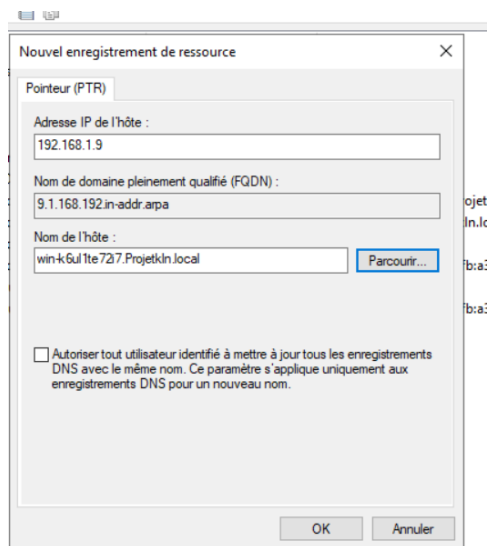 Nouvel enregistrement de ressource
Pointeur (PTR)
Adresse IP de l'hôte :
192.168.1.9
Nom de domaine pleinement qualifié (FQDN) :
9.1.168.192.in-addr.arpa
Nom de l'hôte :
win-k6ul1te72i7.Projetkln.local
Parcourir...
Autoriser tout utilisateur identifié à mettre à jour tous les enregistrements
DNS avec le même nom. Ce paramètre s'applique uniquement aux
enregistrements DNS pour un nouveau nom.
OK
Annuler